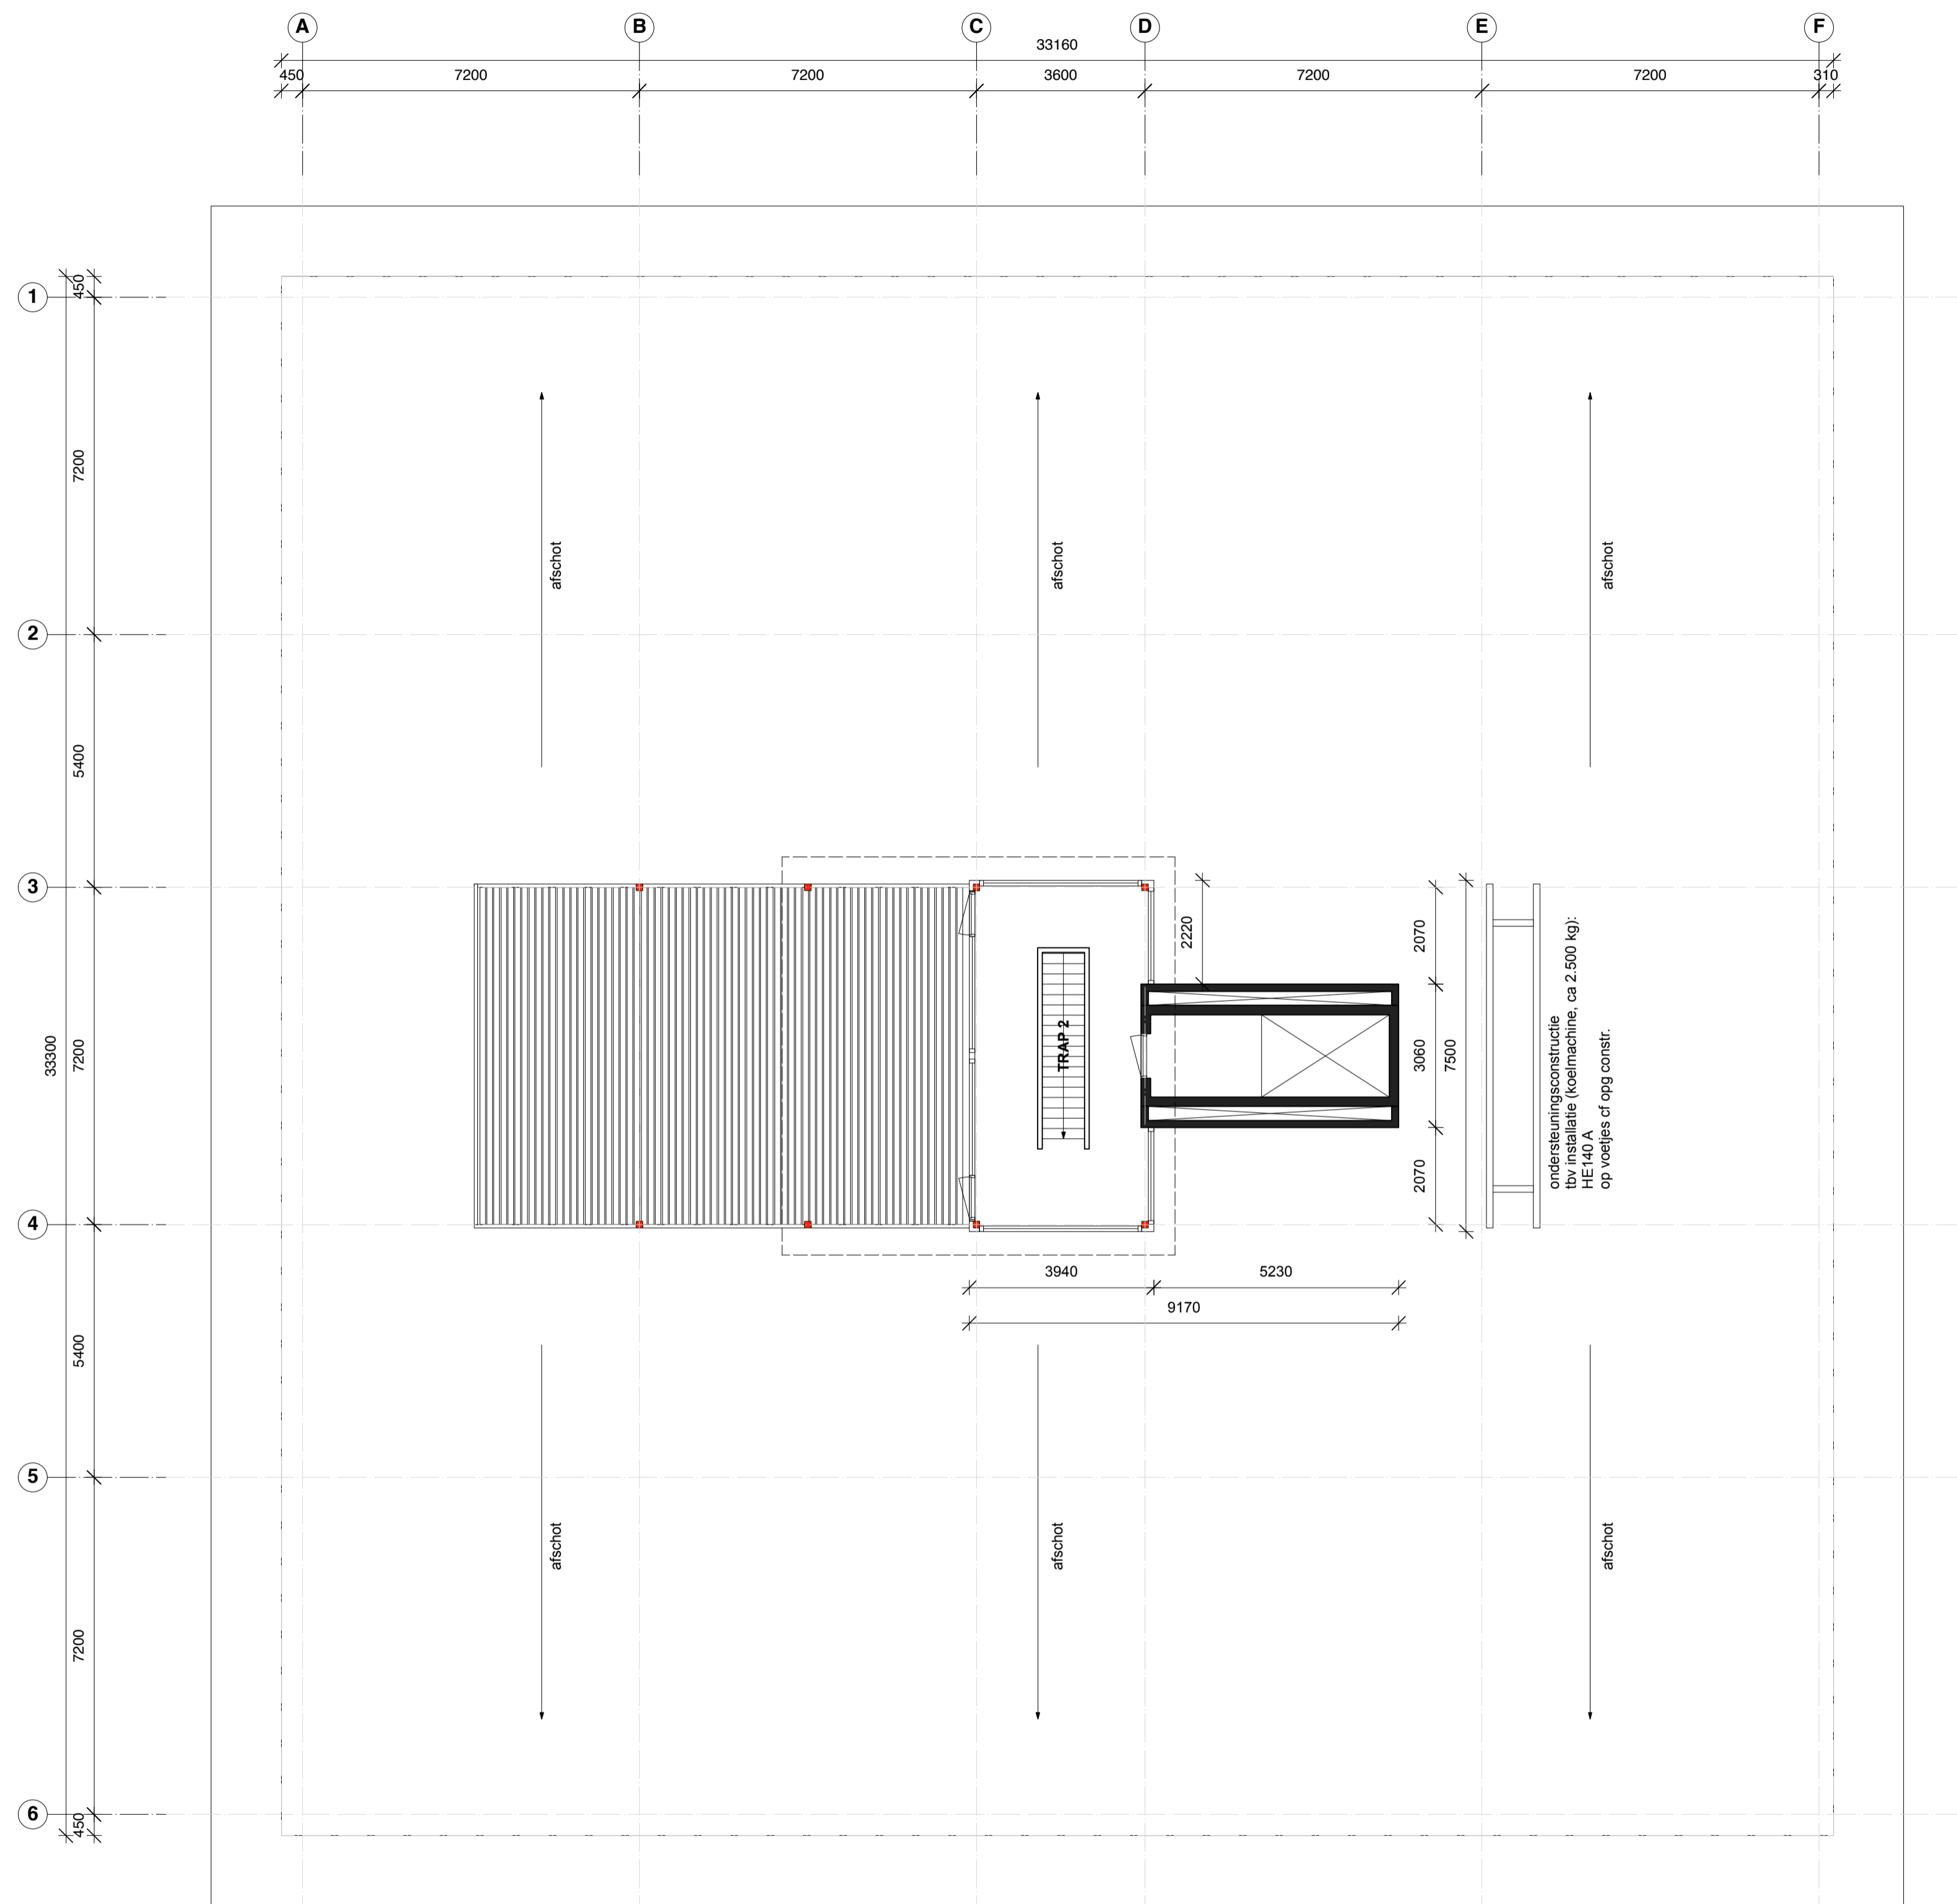 A
B
C
D
E
F
33160
450
7200
7200
3600
7200
7200
310
1
2
3
4
5
6
450
7200
5400
7200
5400
7200
450
33300
afschot
afschot
afschot
TRAP 2
2220
2070
3060
2070
7500
ondersteuningsconstructie
tbv installatie (koelmachine, ca 2.500 kg):
HE140 A
op voetjes cf opg constr.
3940
5230
9170
afschot
afschot
afschot